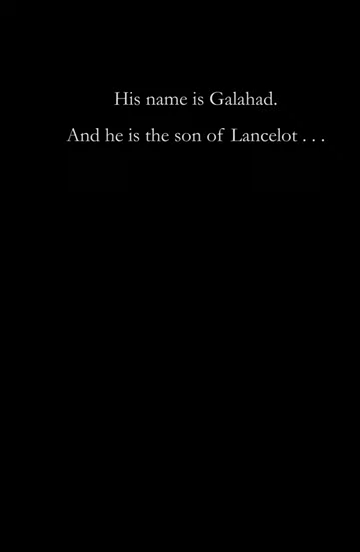 His name is Galahad.
And he is the son of Lancelot . . .